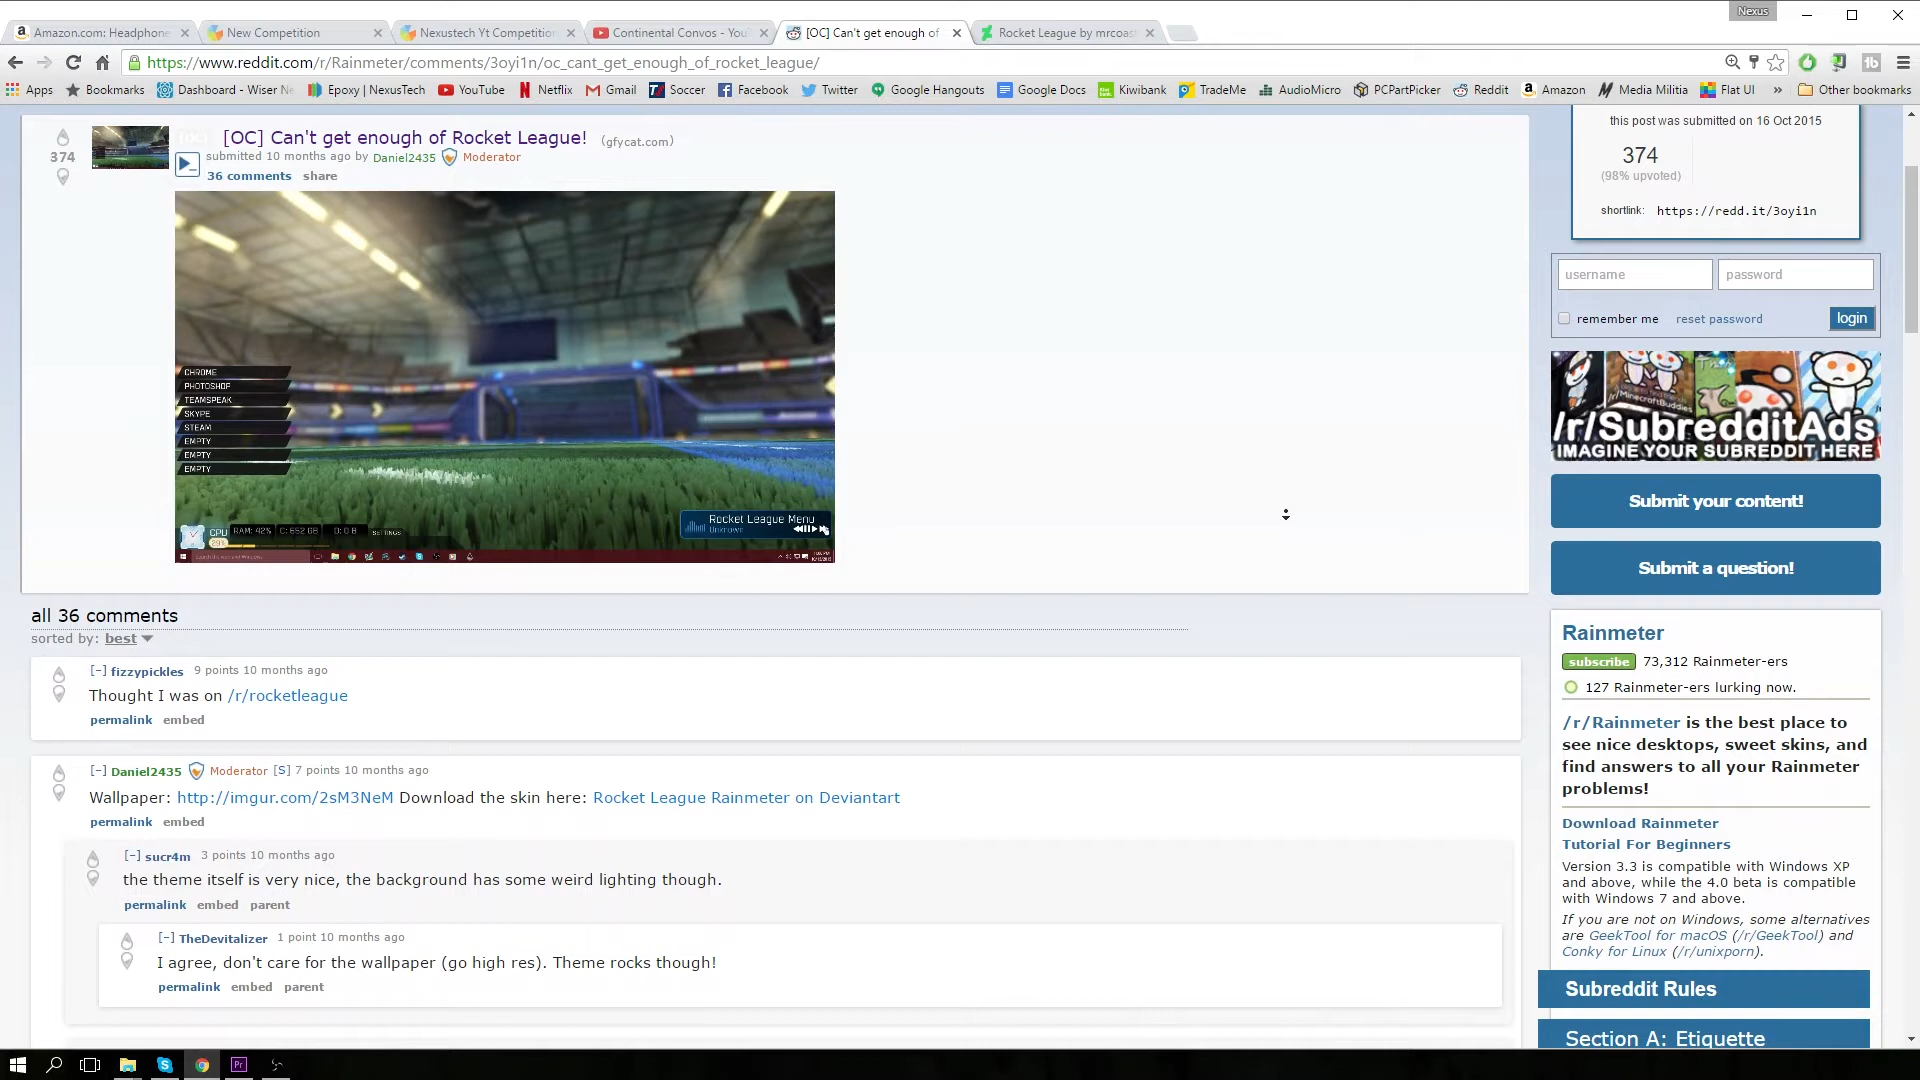 Nexus
Amazon.com: Headphone
New Competition
Nexustech Yt Competition
Continental Convos - You
[OC] Can't get enough of
Rocket League by mrcoas
https://www.reddit.com/r/Rainmeter/comments/3oyi1n/oc_cant_get_enough_of_rocket_league/
Apps Bookmarks Dashboard - Wiser Ne Epoxy | NexusTech YouTube Netflix Gmail Soccer Facebook Twitter Google Hangouts Google Docs Kiwibank TradeMe AudioMicro PCPartPicker Reddit Amazon Media Militia Flat UI » Other bookmarks
[OC] Can't get enough of Rocket League! (gfycat.com)
374
submitted 10 months ago by Daniel2435 Moderator
36 comments share
CHROME
PHOTOSHOP
TEAMSPEAK
SKYPE
STEAM
EMPTY
EMPTY
EMPTY
CPU
29%
RAM: 42% C: 652 GB D: 0 B SETTINGS
Rocket League Menu
Unknown
all 36 comments
sorted by: best
[–] fizzypickles 9 points 10 months ago
Thought I was on /r/rocketleague
permalink embed
[–] Daniel2435 Moderator [S] 7 points 10 months ago
Wallpaper: http://imgur.com/2sM3NeM Download the skin here: Rocket League Rainmeter on Deviantart
permalink embed
[–] sucr4m 3 points 10 months ago
the theme itself is very nice, the background has some weird lighting though.
permalink embed parent
[–] TheDevitalizer 1 point 10 months ago
I agree, don't care for the wallpaper (go high res). Theme rocks though!
permalink embed parent
this post was submitted on 16 Oct 2015
374
(98% upvoted)
shortlink: https://redd.it/3oyi1n
username password
remember me reset password login
/r/MinecraftBuddies
/r/SubredditAds
IMAGINE YOUR SUBREDDIT HERE
Submit your content!
Submit a question!
Rainmeter
subscribe 73,312 Rainmeter-ers
127 Rainmeter-ers lurking now.
/r/Rainmeter is the best place to
see nice desktops, sweet skins, and
find answers to all your Rainmeter
problems!
Download Rainmeter
Tutorial For Beginners
Version 3.3 is compatible with Windows XP
and above, while the 4.0 beta is compatible
with Windows 7 and above.
If you are not on Windows, some alternatives
are GeekTool for macOS (/r/GeekTool) and
Conky for Linux (/r/unixporn).
Subreddit Rules
Section A: Etiquette
Pr